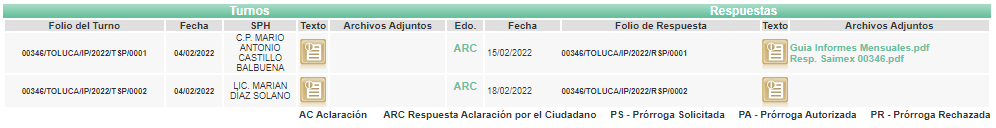 Turnos Respuestas
Folio del Turno Fecha SPH Texto Archivos Adjuntos Edo. Fecha Folio de Respuesta Texto Archivos Adjuntos
00346/TOLUCA/IP/2022/TSP/0001 04/02/2022 C.P. MARIO ANTONIO CASTILLO BALBUENA ARC 15/02/2022 00346/TOLUCA/IP/2022/RSP/0001 Guia Informes Mensuales.pdf
Resp. Saimex 00346.pdf
00346/TOLUCA/IP/2022/TSP/0002 04/02/2022 LIC. MARIAN DIAZ SOLANO ARC 18/02/2022 00346/TOLUCA/IP/2022/RSP/0002
AC Aclaración ARC Respuesta Aclaración por el Ciudadano PS - Prórroga Solicitada PA - Prórroga Autorizada PR - Prórroga Rechazada